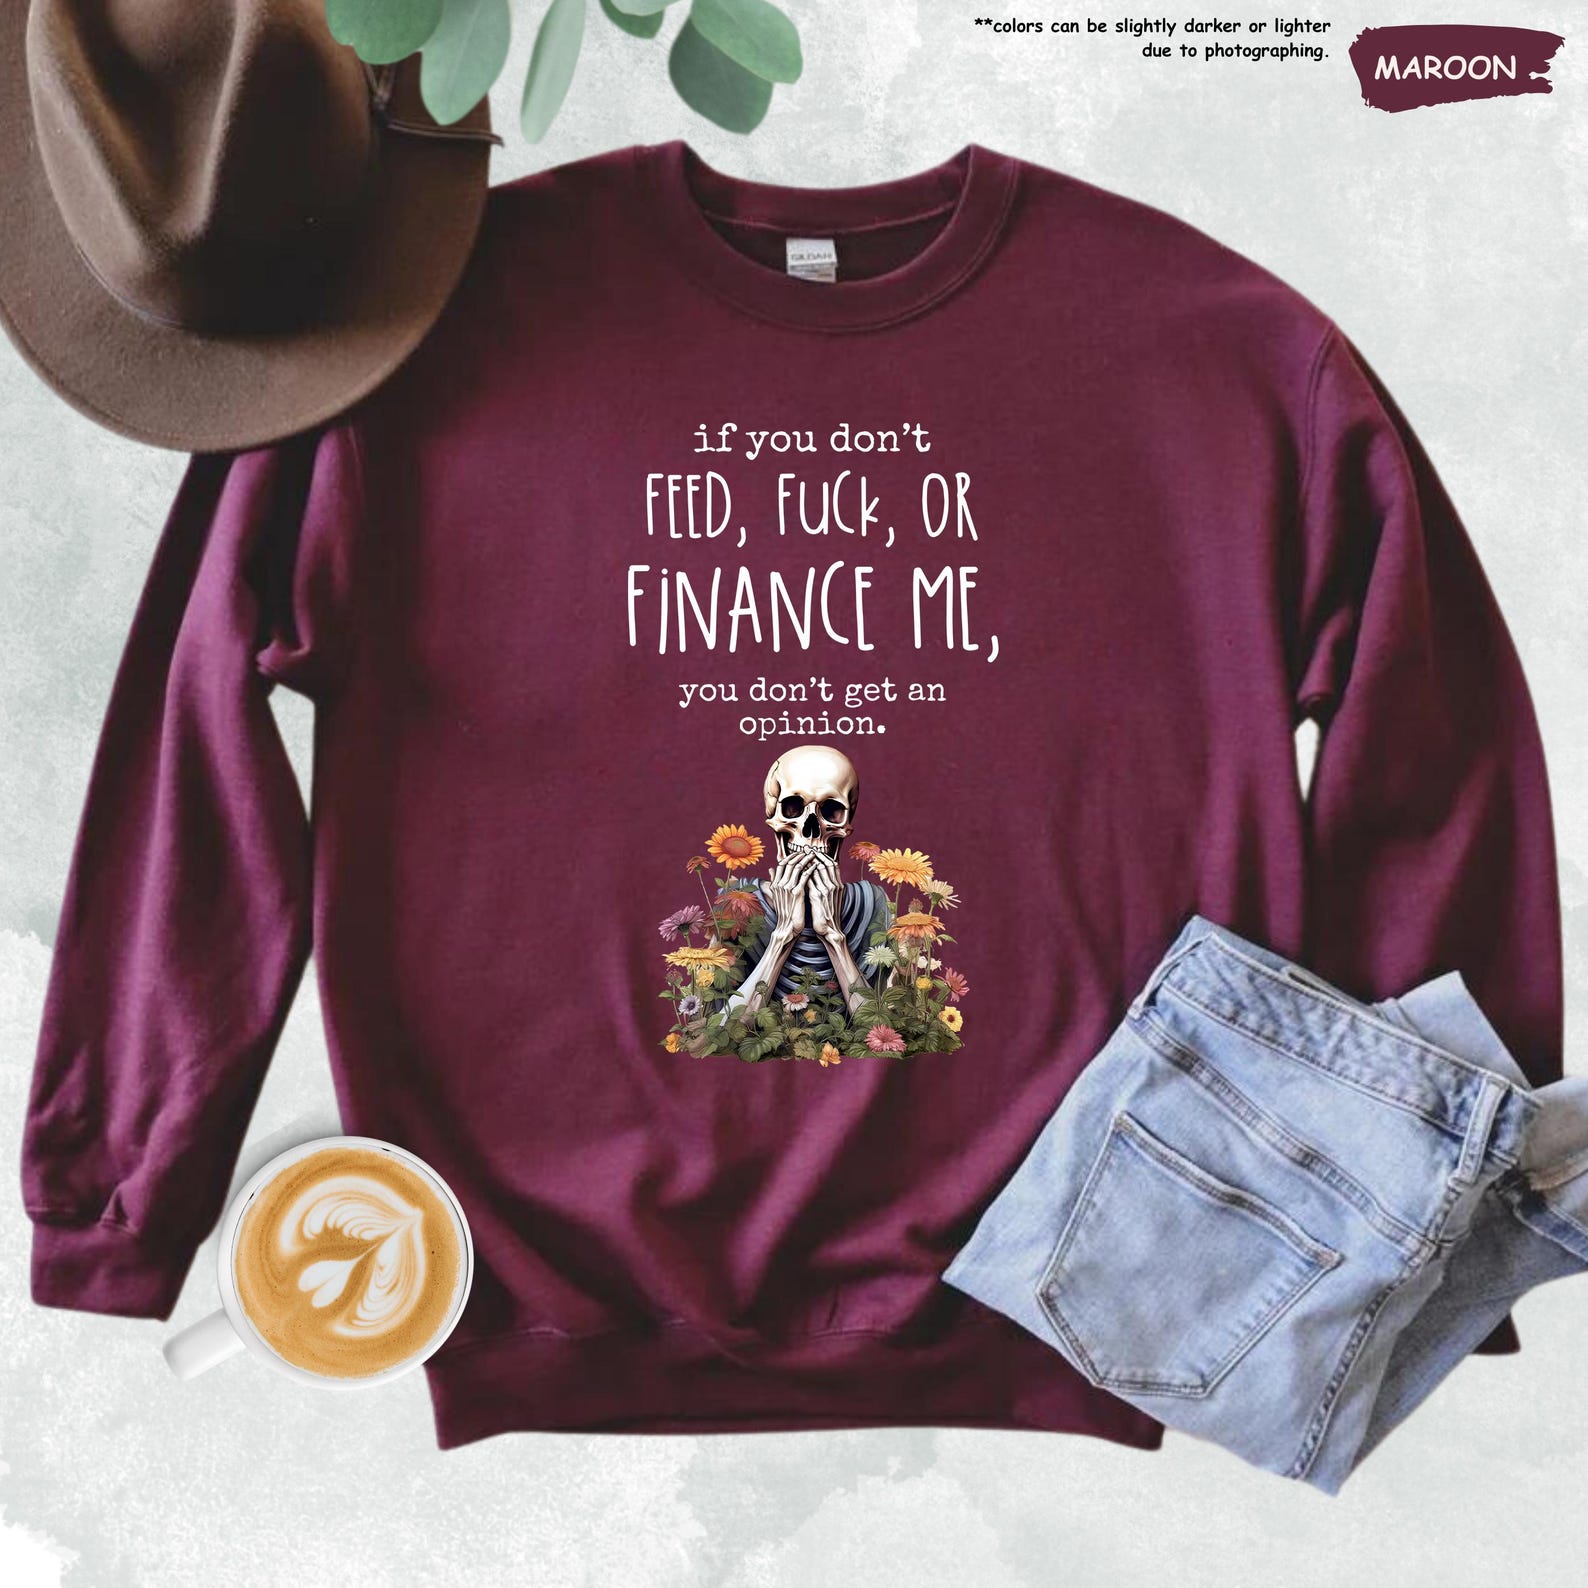 **colors can be slightly darker or lighter
due to photographing.
MAROON
GILDAN
if you don't
FEED, FUCK, OR
FINANCE ME,
you don't get an
opinion.